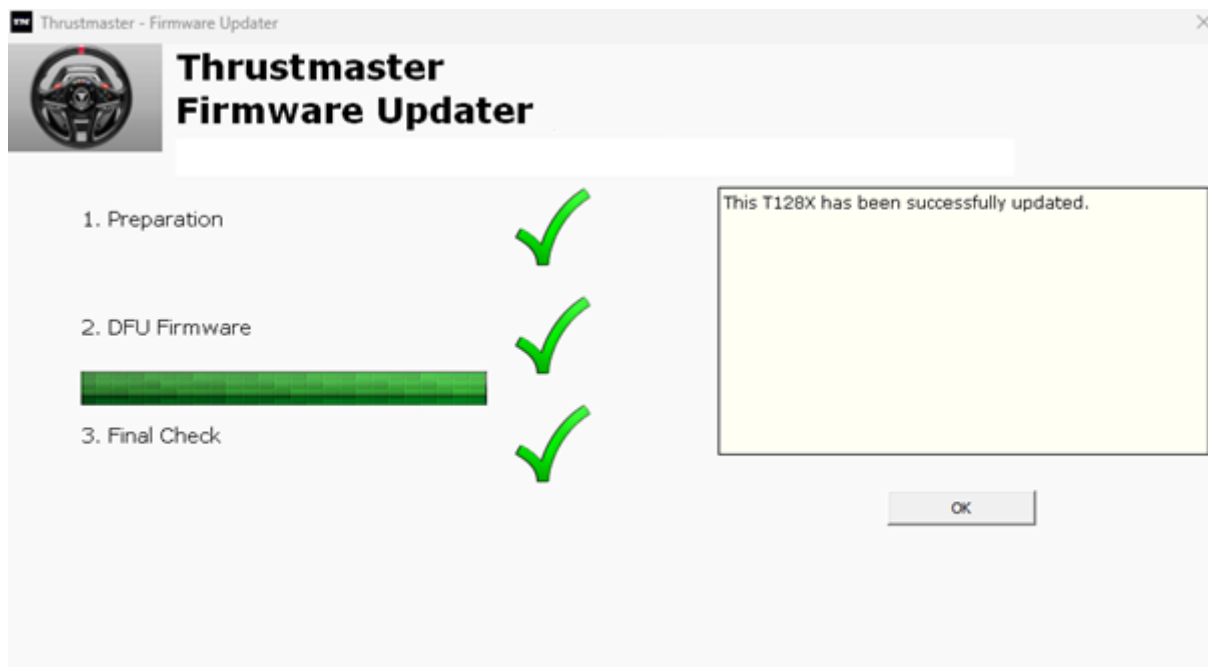 Thrustmaster - Firmware Updater
Thrustmaster
Firmware Updater
1. Preparation
This T128X has been successfully updated.
2. DFU Firmware
3. Final Check
OK